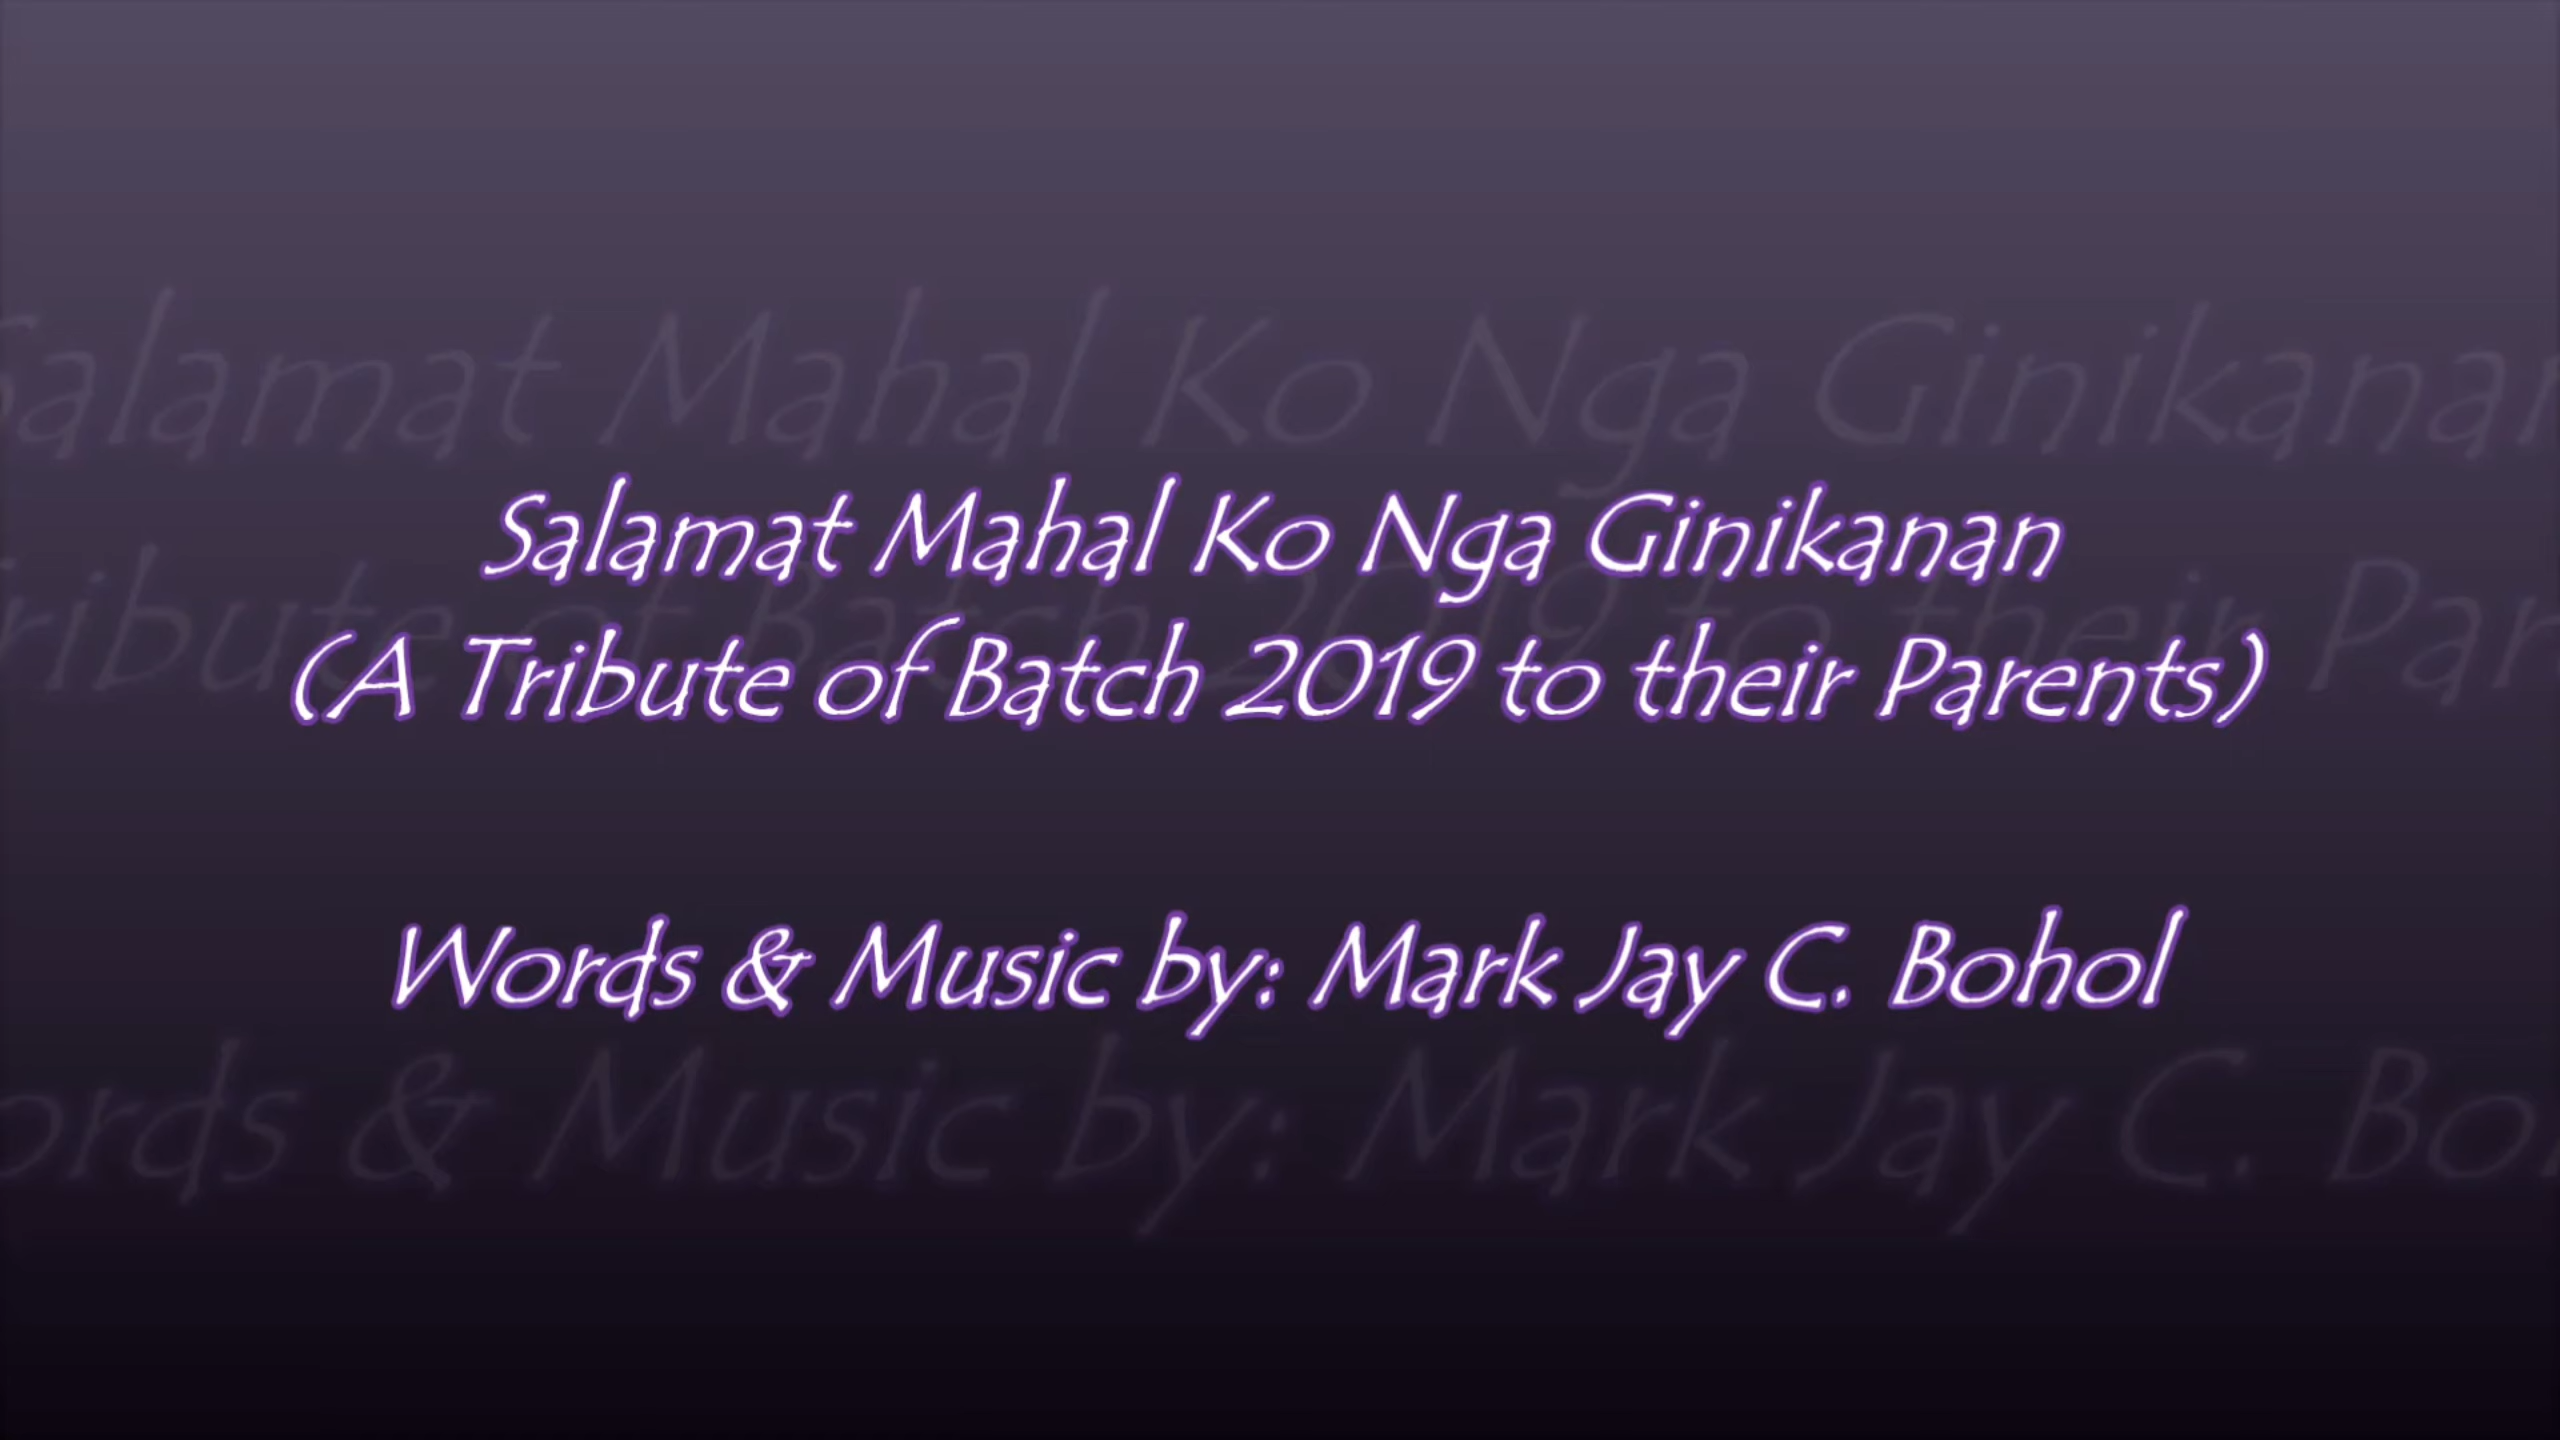 Salamat Mahal Ko Nga Ginikanan
(A Tribute of Batch 2019 to their Parents)
Words & Music by: Mark Jay C. Bohol